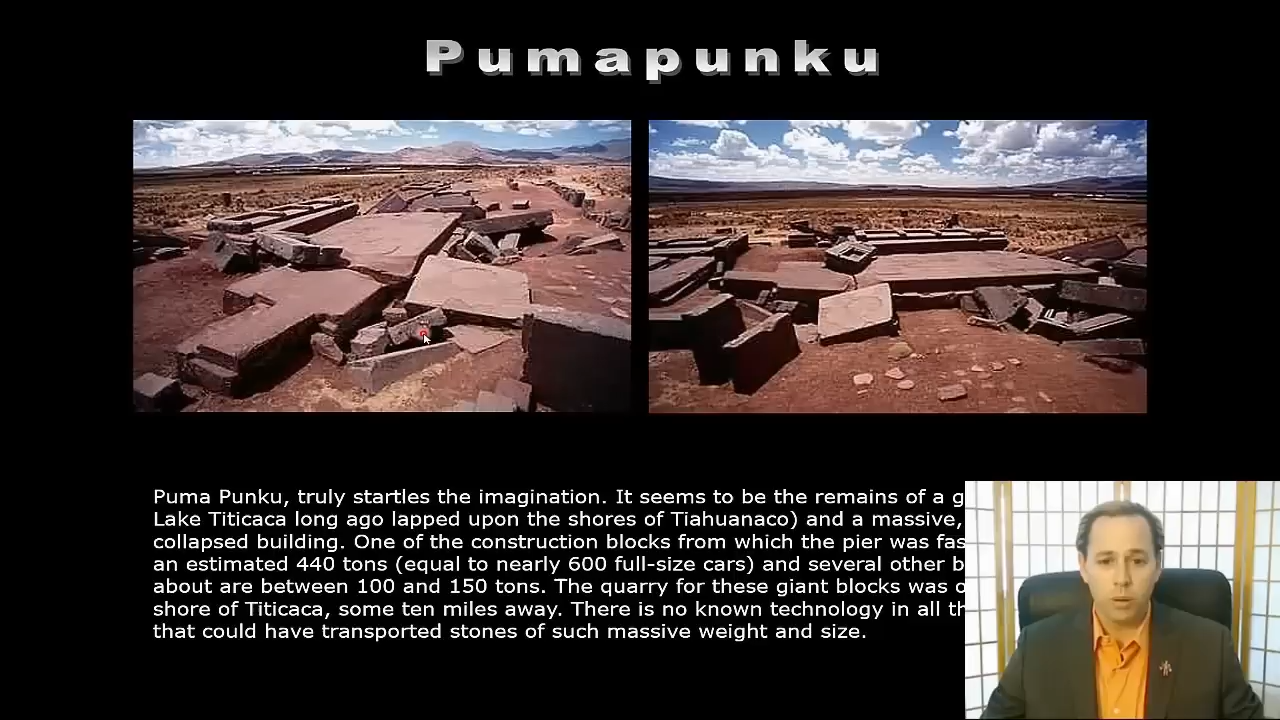 Pumapunku
Puma Punku, truly startles the imagination. It seems to be the remains of a g
Lake Titicaca long ago lapped upon the shores of Tiahuanaco) and a massive,
collapsed building. One of the construction blocks from which the pier was fas
an estimated 440 tons (equal to nearly 600 full-size cars) and several other b
about are between 100 and 150 tons. The quarry for these giant blocks was o
shore of Titicaca, some ten miles away. There is no known technology in all th
that could have transported stones of such massive weight and size.